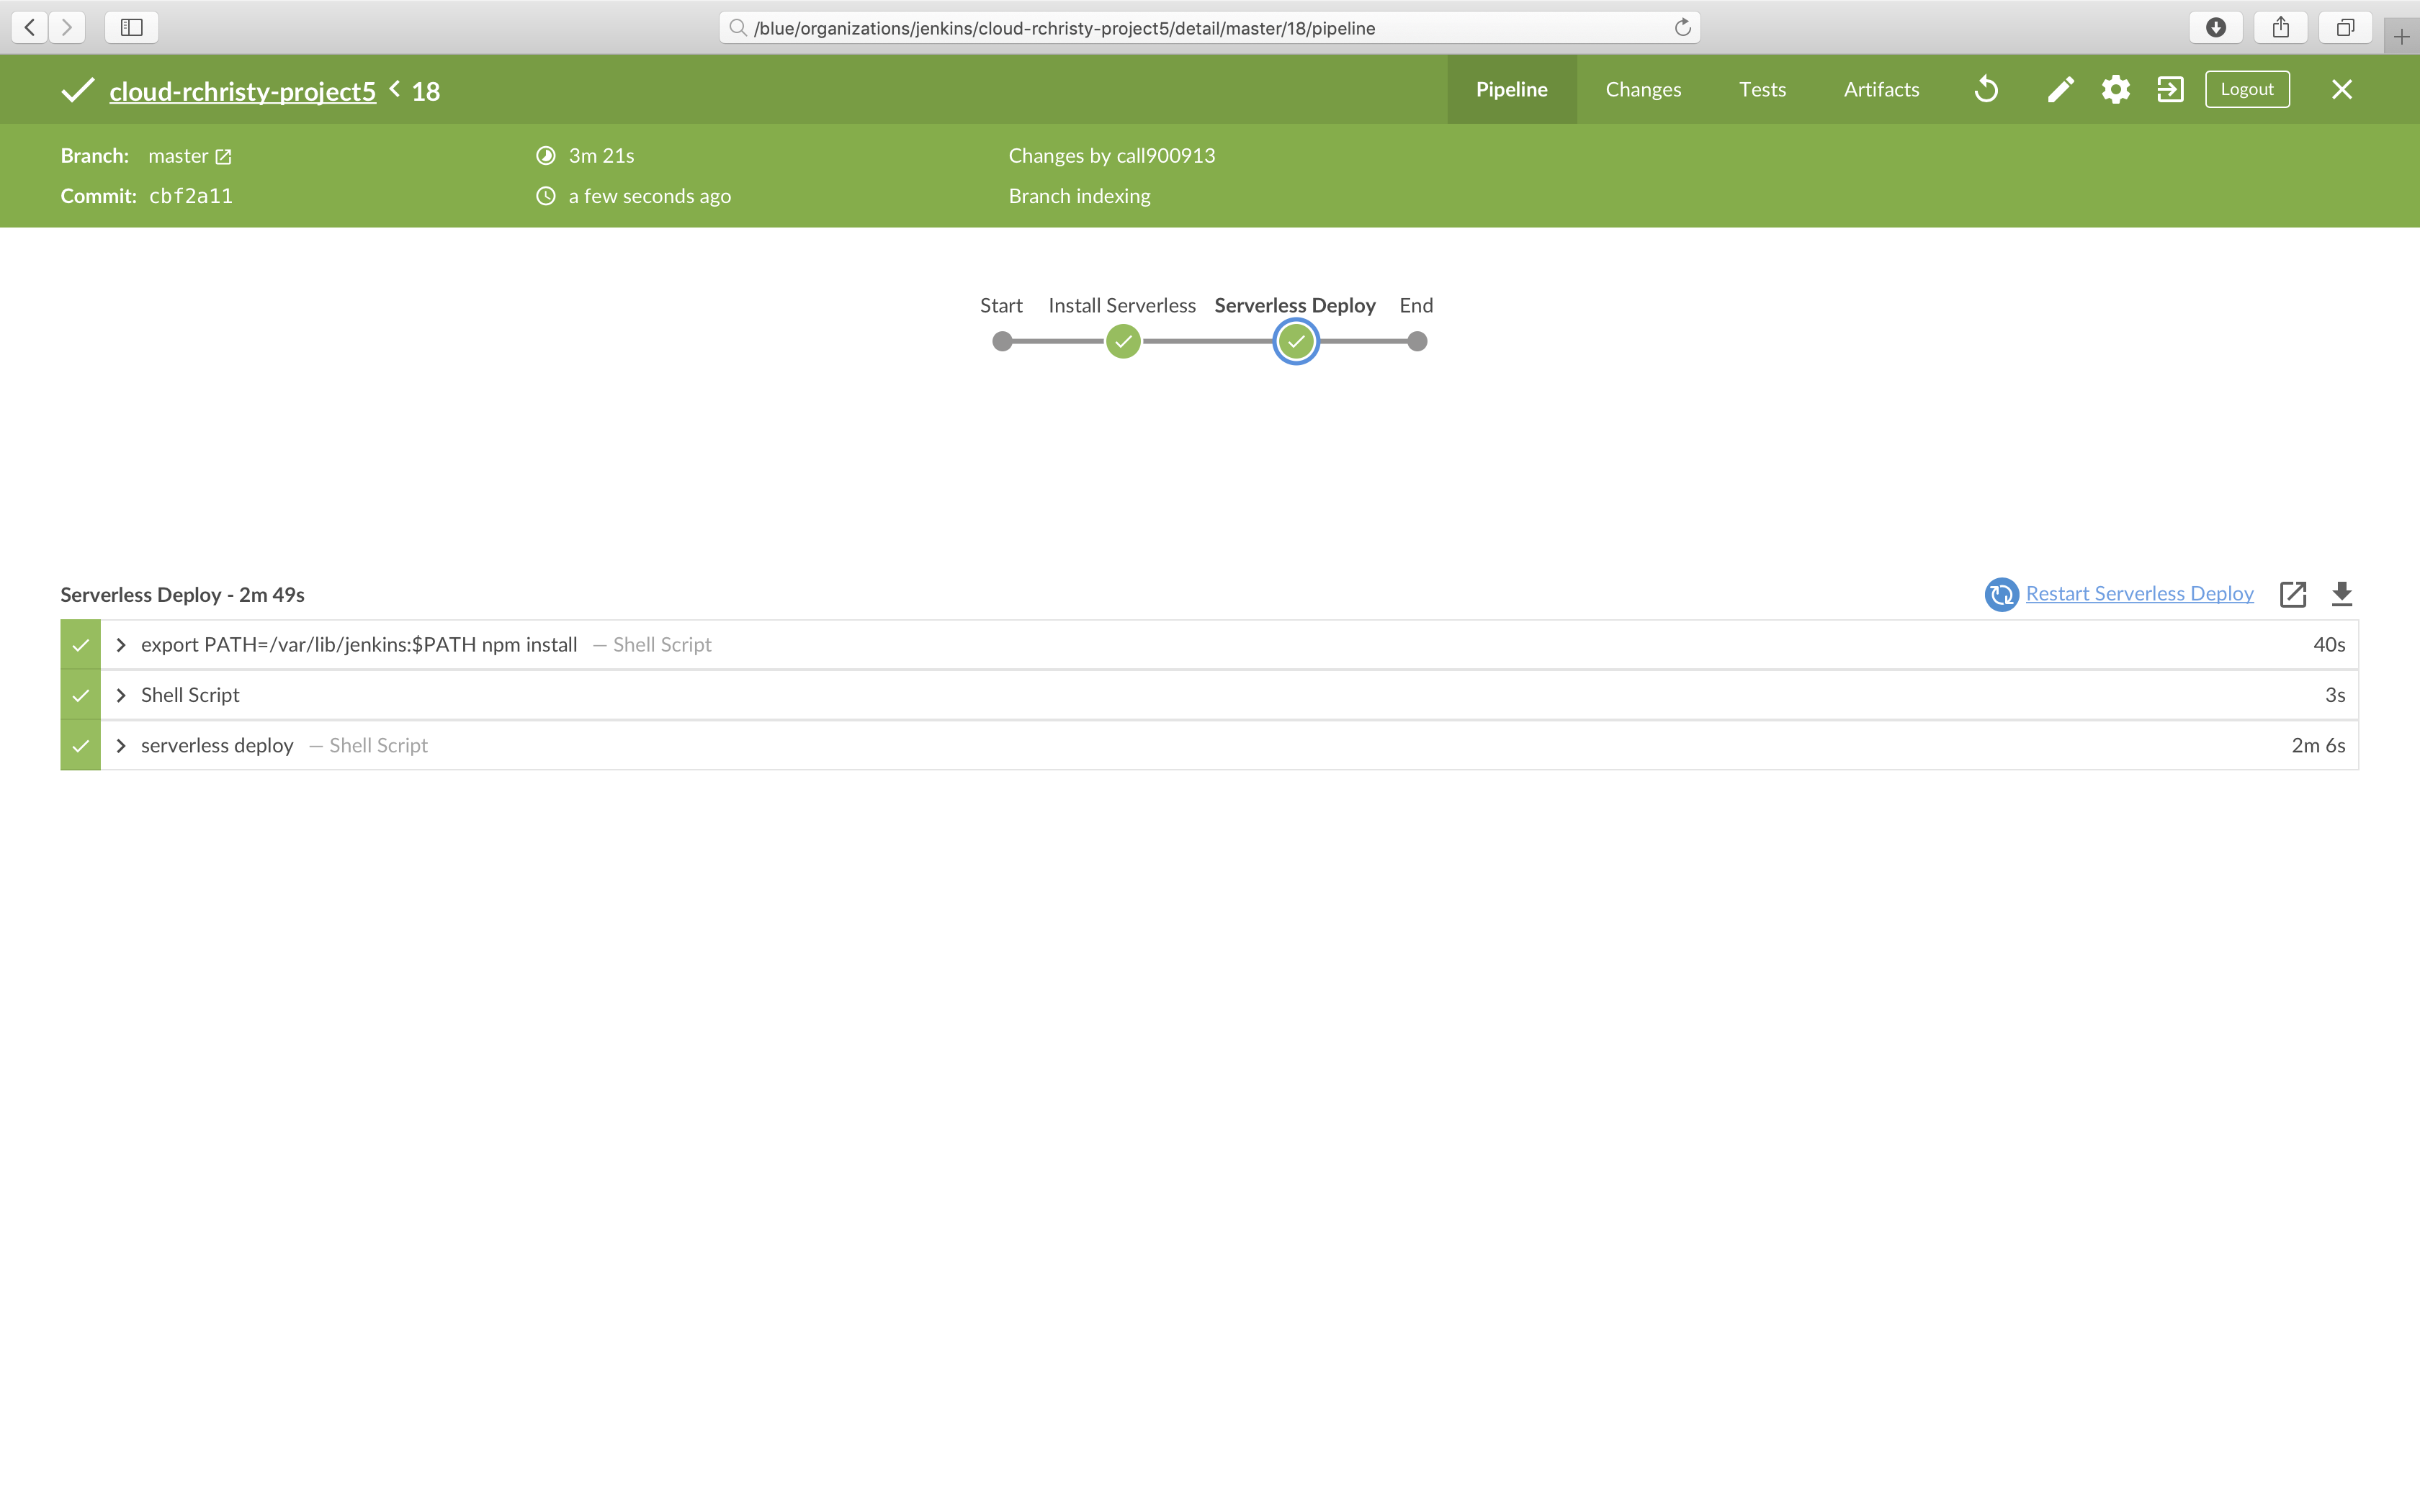 /blue/organizations/jenkins/cloud-rchristy-project5/detail/master/18/pipeline
cloud-rchristy-project5 < 18 Pipeline Changes Tests Artifacts Logout
Branch: master 3m 21s Changes by call900913
Commit: cbf2a11 a few seconds ago Branch indexing
Start Install Serverless Serverless Deploy End
Serverless Deploy - 2m 49s Restart Serverless Deploy
export PATH=/var/lib/jenkins:$PATH npm install — Shell Script 40s
Shell Script 3s
serverless deploy — Shell Script 2m 6s